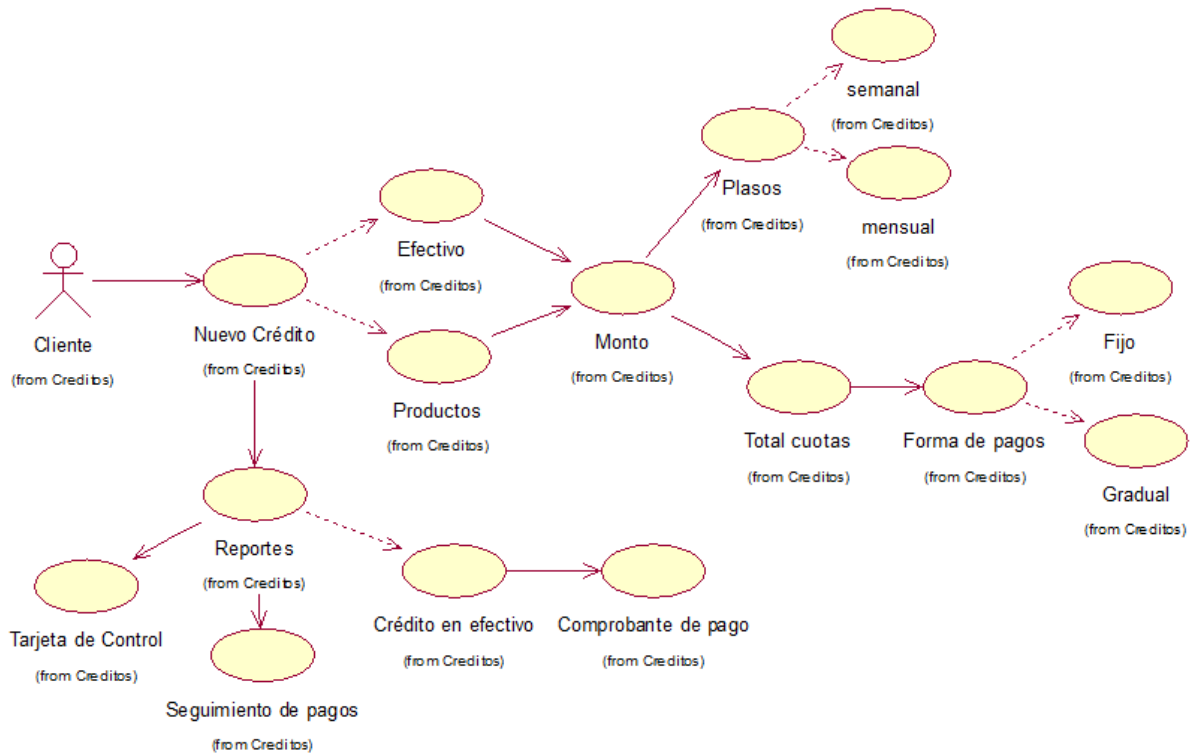 semanal
(from Creditos)
Plasos
(from Creditos)
mensual
(from Creditos)
Efectivo
(from Creditos)
Cliente
(from Creditos)
Nuevo Crédito
(from Creditos)
Monto
(from Creditos)
Fijo
(from Creditos)
Productos
(from Creditos)
Total cuotas
(from Creditos)
Forma de pagos
(from Creditos)
Gradual
(from Creditos)
Reportes
(from Creditos)
Tarjeta de Control
(from Creditos)
Crédito en efectivo
(from Creditos)
Comprobante de pago
(from Creditos)
Seguimiento de pagos
(from Creditos)